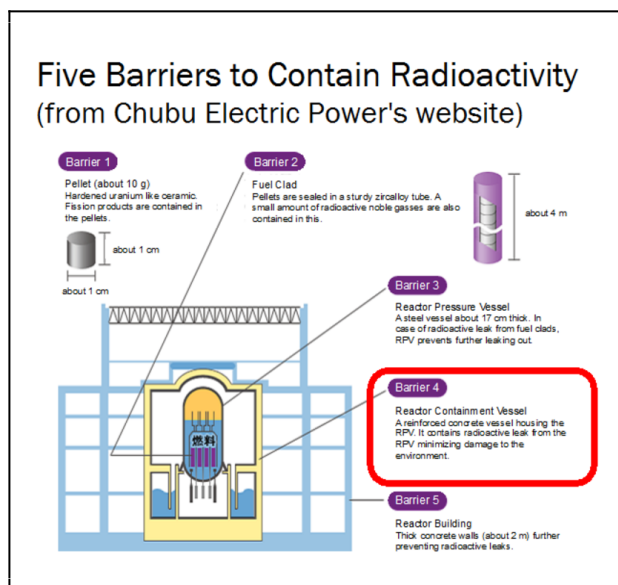 Five Barriers to Contain Radioactivity
(from Chubu Electric Power's website)
Barrier 1
Pellet (about 10 g)
Hardened uranium like ceramic.
Fission products are contained in
the pellets.
about 1 cm
about 1 cm
Barrier 2
Fuel Clad
Pellets are sealed in a sturdy zircalloy tube. A
small amount of radioactive noble gasses are also
contained in this.
about 4 m
Barrier 3
Reactor Pressure Vessel
A steel vessel about 17 cm thick. In
case of radioactive leak from fuel clads,
RPV prevents further leaking out.
燃料
Barrier 4
Reactor Containment Vessel
A reinforced concrete vessel housing the
RPV. It contains radioactive leak from the
RPV minimizing damage to the
environment.
Barrier 5
Reactor Building
Thick concrete walls (about 2 m) further
preventing radioactive leaks.